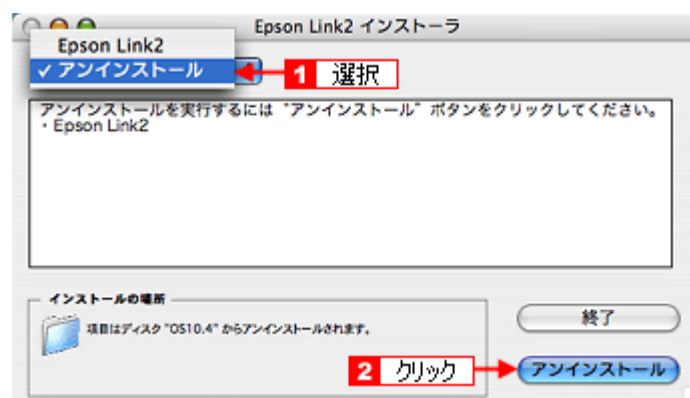 Epson Link2 インストーラ
Epson Link2
✓ アンインストール
1 選択
アンインストールを実行するには "アンインストール" ボタンをクリックしてください。
・Epson Link2
インストールの場所
項目はディスク "OS10.4" からアンインストールされます。
終了
2 クリック
アンインストール